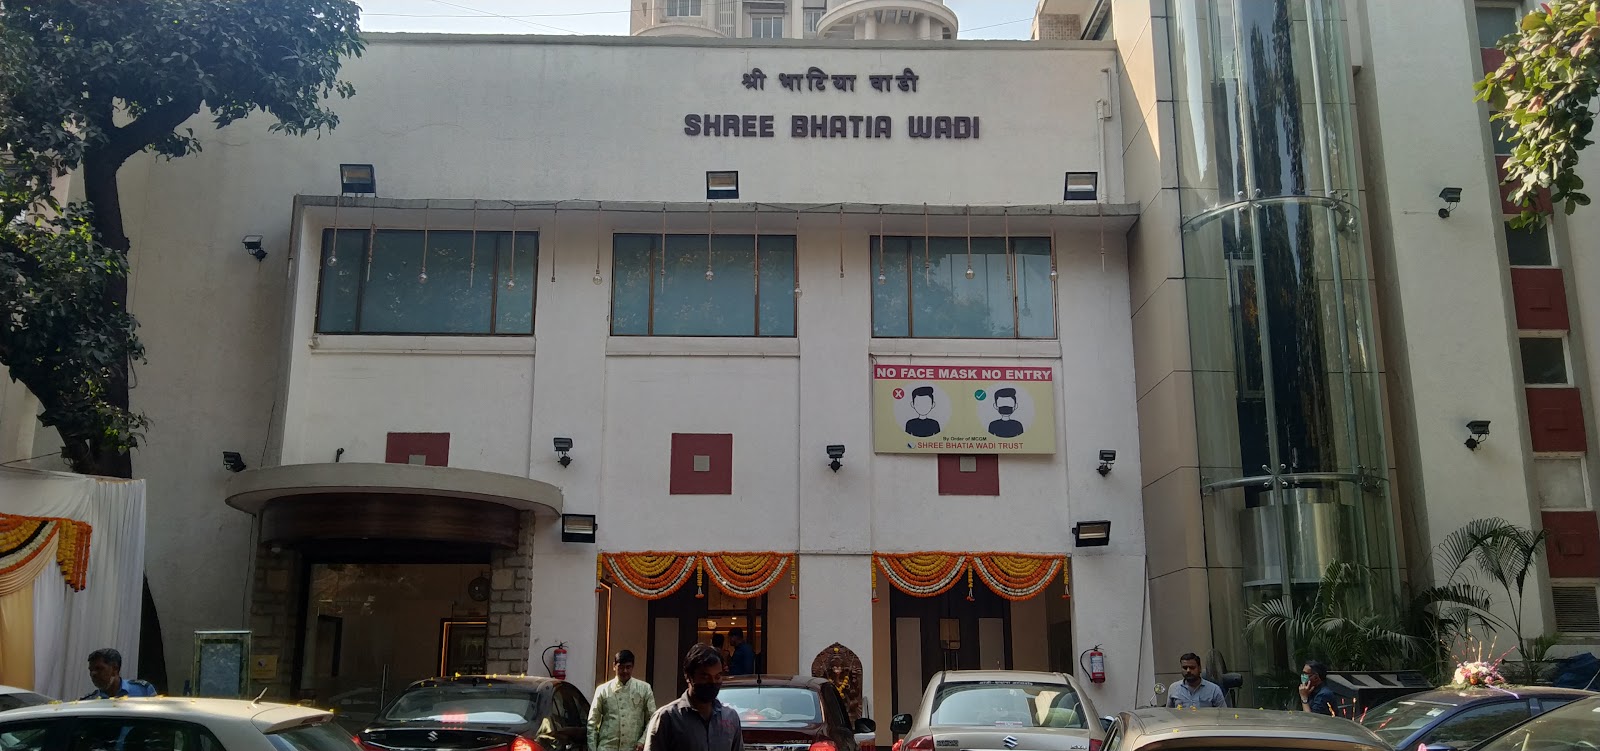 श्री भाटिया वाडी
SHREE BHATIA WADI
NO FACE MASK NO ENTRY
By Order of MCGM
SHREE BHATIA WADI TRUST